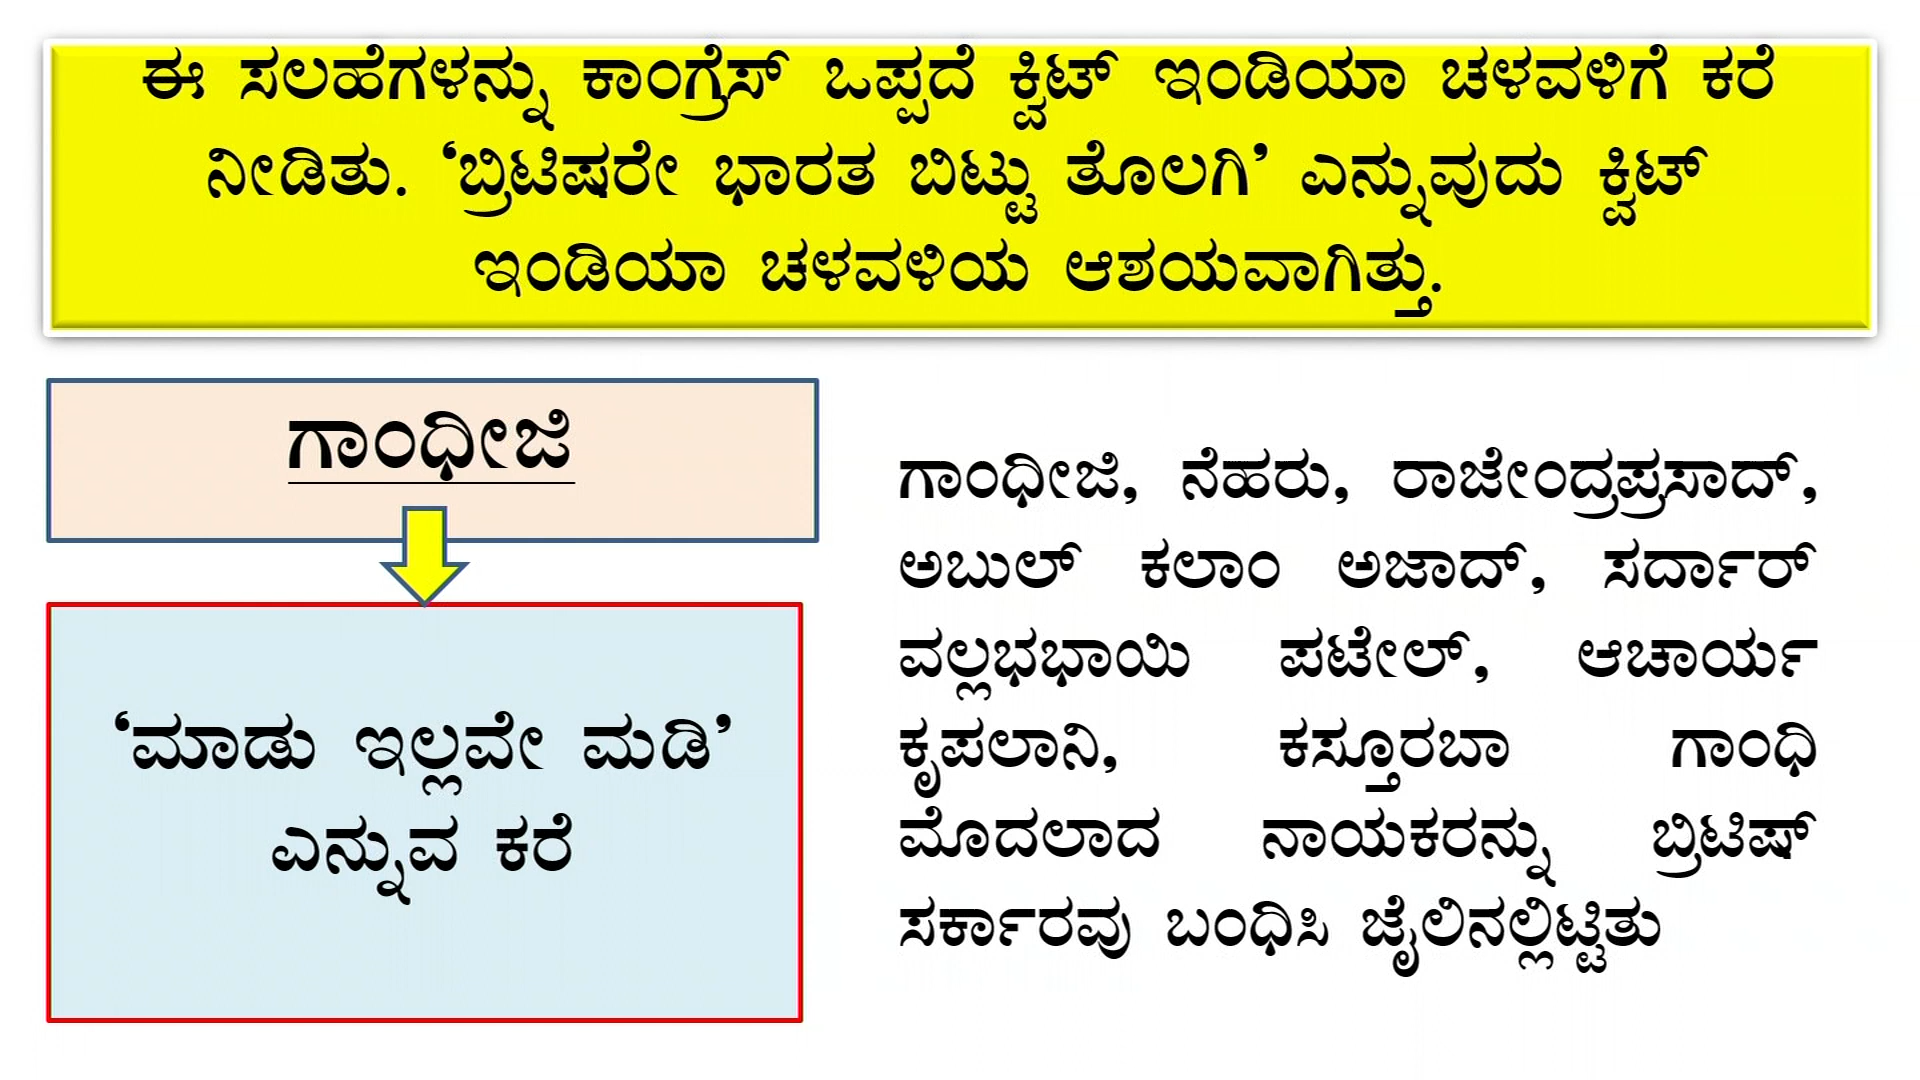 ಈ ಸಲಹೆಗಳನ್ನು ಕಾಂಗ್ರೆಸ್ ಒಪ್ಪದೆ ಕ್ವಿಟ್ ಇಂಡಿಯಾ ಚಳವಳಿಗೆ ಕರೆ
ನೀಡಿತು. ‘ಬ್ರಿಟಿಷರೇ ಭಾರತ ಬಿಟ್ಟು ತೊಲಗಿ’ ಎನ್ನುವುದು ಕ್ವಿಟ್
ಇಂಡಿಯಾ ಚಳವಳಿಯ ಆಶಯವಾಗಿತ್ತು.
ಗಾಂಧೀಜಿ
‘ಮಾಡು ಇಲ್ಲವೇ ಮಡಿ’
ಎನ್ನುವ ಕರೆ
ಗಾಂಧೀಜಿ, ನೆಹರು, ರಾಜೇಂದ್ರಪ್ರಸಾದ್,
ಅಬುಲ್ ಕಲಾಂ ಅಜಾದ್, ಸರ್ದಾರ್
ವಲ್ಲಭಭಾಯಿ ಪಟೇಲ್, ಆಚಾರ್ಯ
ಕೃಪಲಾನಿ, ಕಸ್ತೂರಬಾ ಗಾಂಧಿ
ಮೊದಲಾದ ನಾಯಕರನ್ನು ಬ್ರಿಟಿಷ್
ಸರ್ಕಾರವು ಬಂಧಿಸಿ ಜೈಲಿನಲ್ಲಿಟ್ಟಿತು